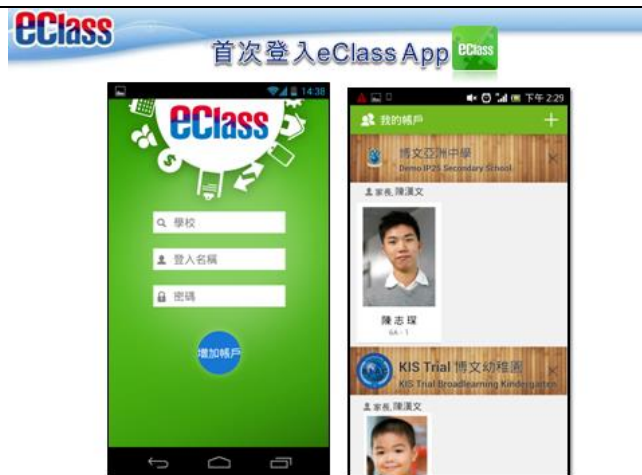 eClass
首次登入eClass App
eClass
14:38
eClass
學校
登入名稱
密碼
增加帳戶
下午2:29
我的帳戶
博文亞洲中學
Demo IP25 Secondary School
家長, 陳漢文
陳志琛
6A - 1
KIS Trial 博文幼稚園
KIS Trial Broadlearning Kindergarten
家長, 陳漢文